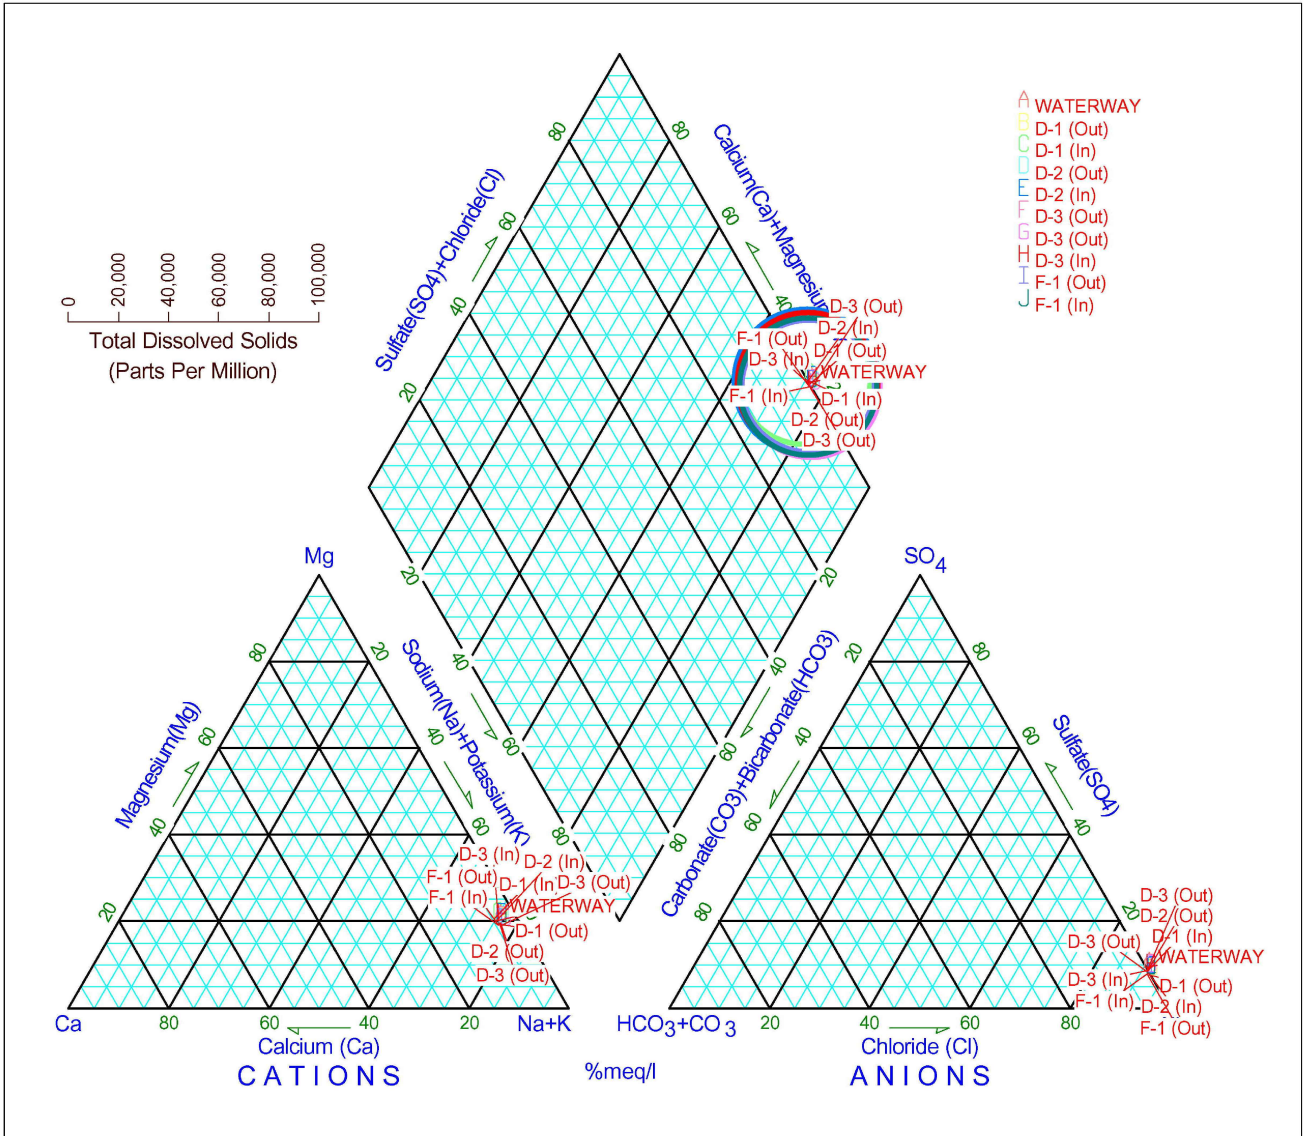 A WATERWAY
B D-1 (Out)
C D-1 (In)
D D-2 (Out)
E D-2 (In)
F D-3 (Out)
G D-3 (Out)
H D-3 (In)
I F-1 (Out)
J F-1 (In)
0
20,000
40,000
60,000
80,000
100,000
Total Dissolved Solids
(Parts Per Million)
80
60
40
20
Sulfate(SO4)+Chloride(Cl)
80
60
40
Calcium(Ca)+Magnesium
D-3 (Out)
D-2 (In)
F-1 (Out)
D-1 (Out)
D-3 (In)
WATERWAY
F-1 (In)
D-1 (In)
D-2 (Out)
D-3 (Out)
20
40
60
80
Sodium(Na)+Potassium(K)
20
40
60
80
Carbonate(CO3)+Bicarbonate(HCO3)
Mg
80
60
40
20
Magnesium(Mg)
20
40
60
D-3 (In)
D-2 (In)
F-1 (Out)
D-1 (In)
D-3 (Out)
F-1 (In)
WATERWAY
D-1 (Out)
D-2 (Out)
D-3 (Out)
Ca
80
60
40
20
Na+K
Calcium (Ca)
CATIONS
%meq/l
SO4
20
40
60
80
80
60
40
20
Sulfate(SO4)
D-3 (Out)
D-2 (Out)
D-1 (In)
D-3 (Out)
WATERWAY
D-3 (In)
D-1 (Out)
F-1 (In)
D-2 (In)
F-1 (Out)
HCO3+CO3
20
40
60
80
Chloride (Cl)
ANIONS